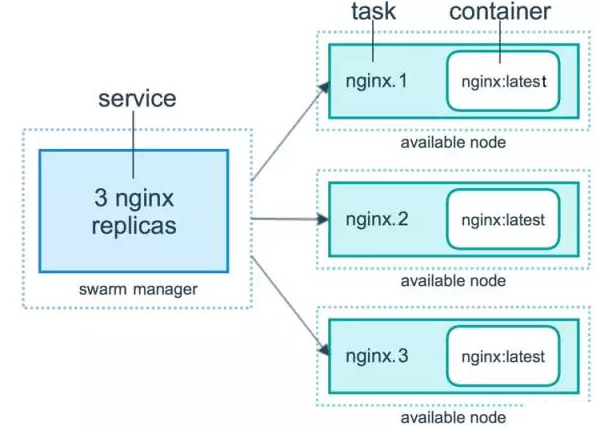 task
container
nginx.1
nginx:latest
available node
service
3 nginx
replicas
swarm manager
nginx.2
nginx:latest
available node
nginx.3
nginx:latest
available node